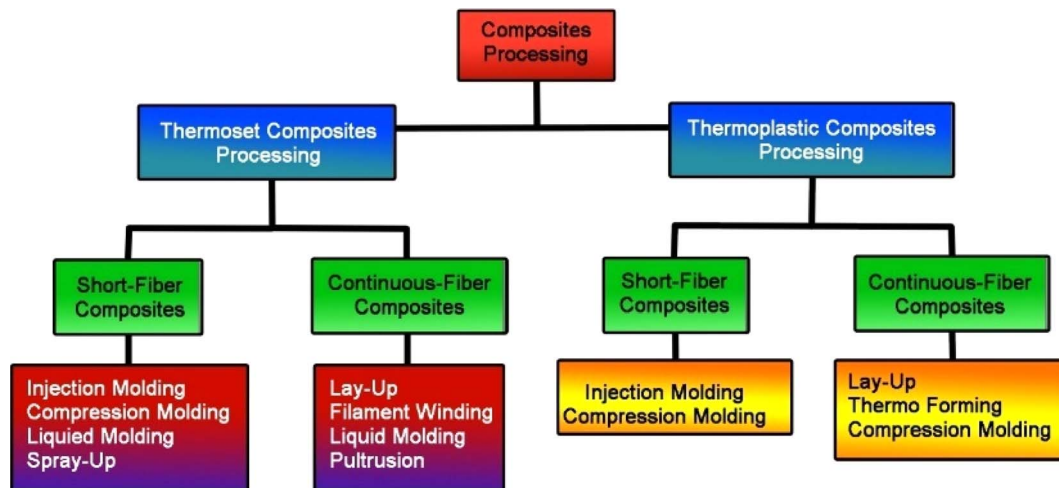 Composites
Processing
Thermoset Composites
Processing
Thermoplastic Composites
Processing
Short-Fiber
Composites
Continuous-Fiber
Composites
Short-Fiber
Composites
Continuous-Fiber
Composites
Injection Molding
Compression Molding
Liquied Molding
Spray-Up
Lay-Up
Filament Winding
Liquid Molding
Pultrusion
Injection Molding
Compression Molding
Lay-Up
Thermo Forming
Compression Molding